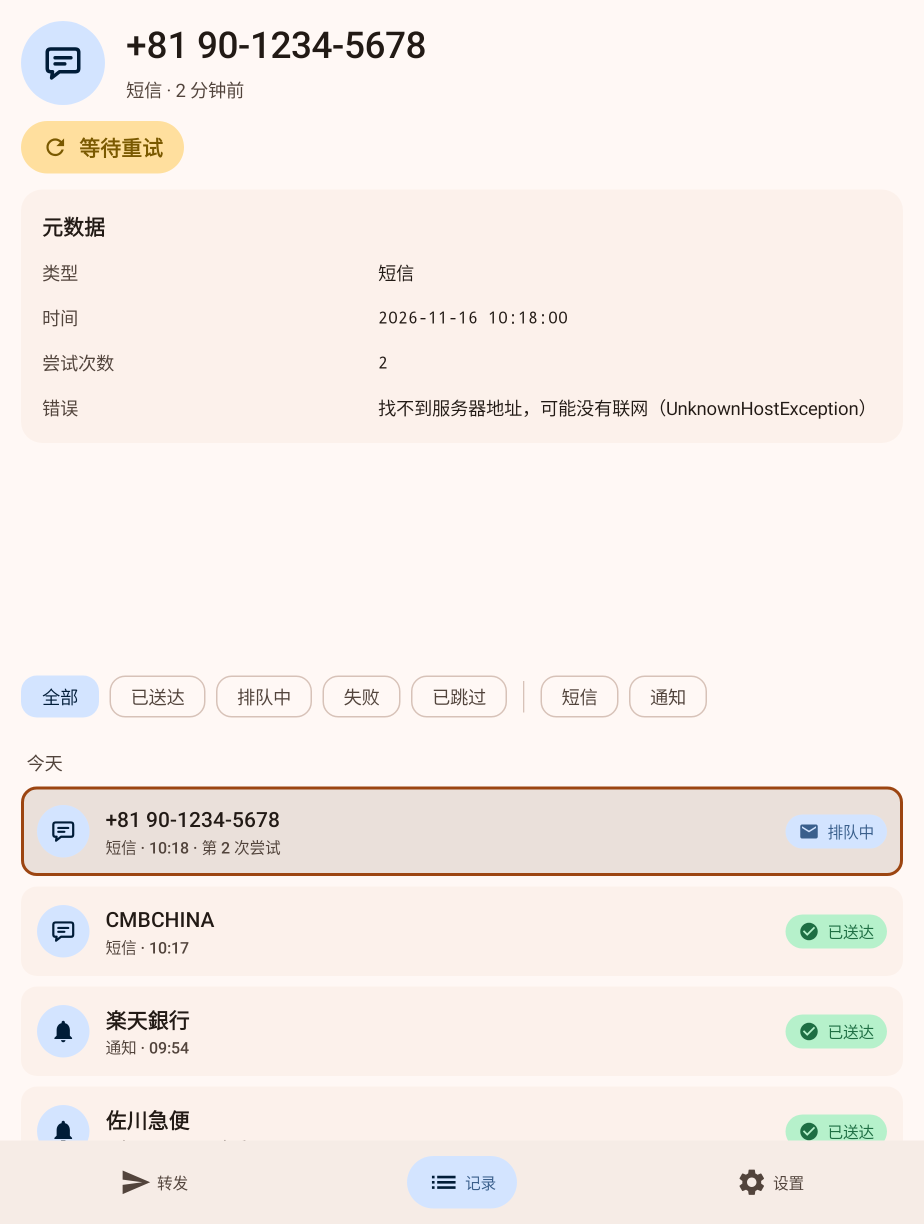 +81 90-1234-5678
短信 · 2 分钟前
等待重试
元数据
类型 短信
时间 2026-11-16 10:18:00
尝试次数 2
错误 找不到服务器地址，可能没有联网（UnknownHostException）
全部 已送达 排队中 失败 已跳过 短信 通知
今天
+81 90-1234-5678
短信 · 10:18 · 第 2 次尝试
排队中
CMBCHINA
短信 · 10:17
已送达
楽天銀行
通知 · 09:54
已送达
佐川急便
已送达
转发 记录 设置